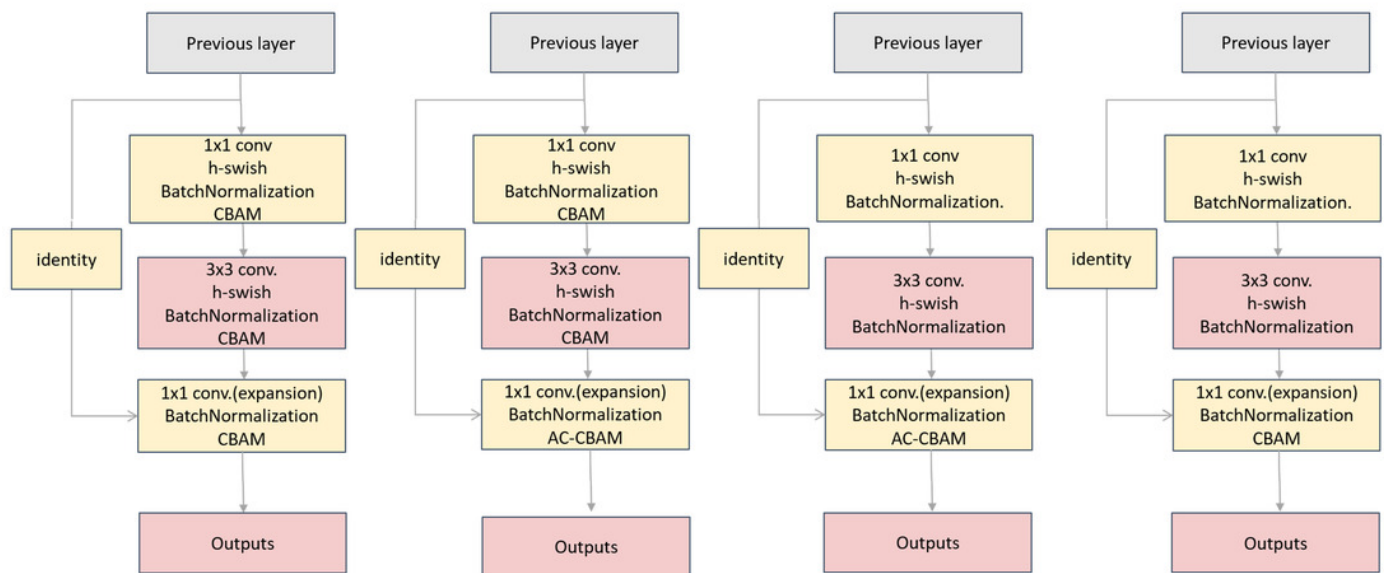 Previous layer
1x1 conv
h-swish
BatchNormalization
CBAM
identity
3x3 conv.
h-swish
BatchNormalization
CBAM
1x1 conv.(expansion)
BatchNormalization
CBAM
Outputs
Previous layer
1x1 conv
h-swish
BatchNormalization
CBAM
identity
3x3 conv.
h-swish
BatchNormalization
CBAM
1x1 conv.(expansion)
BatchNormalization
AC-CBAM
Outputs
Previous layer
1x1 conv
h-swish
BatchNormalization.
identity
3x3 conv.
h-swish
BatchNormalization
1x1 conv.(expansion)
BatchNormalization
AC-CBAM
Outputs
Previous layer
1x1 conv
h-swish
BatchNormalization.
identity
3x3 conv.
h-swish
BatchNormalization
1x1 conv.(expansion)
BatchNormalization
CBAM
Outputs